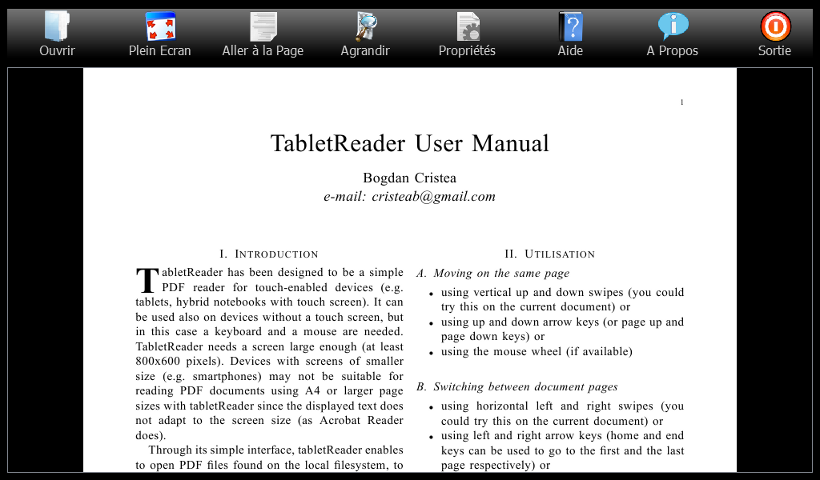 Ouvrir Plein Ecran Aller à la Page Agrandir Propriétés Aide A Propos Sortie
1
TabletReader User Manual
Bogdan Cristea
e-mail: cristeab@gmail.com
I. INTRODUCTION
TabletReader has been designed to be a simple
PDF reader for touch-enabled devices (e.g.
tablets, hybrid notebooks with touch screen). It can
be used also on devices without a touch screen, but
in this case a keyboard and a mouse are needed.
TabletReader needs a screen large enough (at least
800x600 pixels). Devices with screens of smaller
size (e.g. smartphones) may not be suitable for
reading PDF documents using A4 or larger page
sizes with tabletReader since the displayed text does
not adapt to the screen size (as Acrobat Reader
does).
Through its simple interface, tabletReader enables
to open PDF files found on the local filesystem, to
II. UTILISATION
A. Moving on the same page
• using vertical up and down swipes (you could
try this on the current document) or
• using up and down arrow keys (or page up and
page down keys) or
• using the mouse wheel (if available)
B. Switching between document pages
• using horizontal left and right swipes (you
could try this on the current document) or
• using left and right arrow keys (home and end
keys can be used to go to the first and the last
page respectively) or